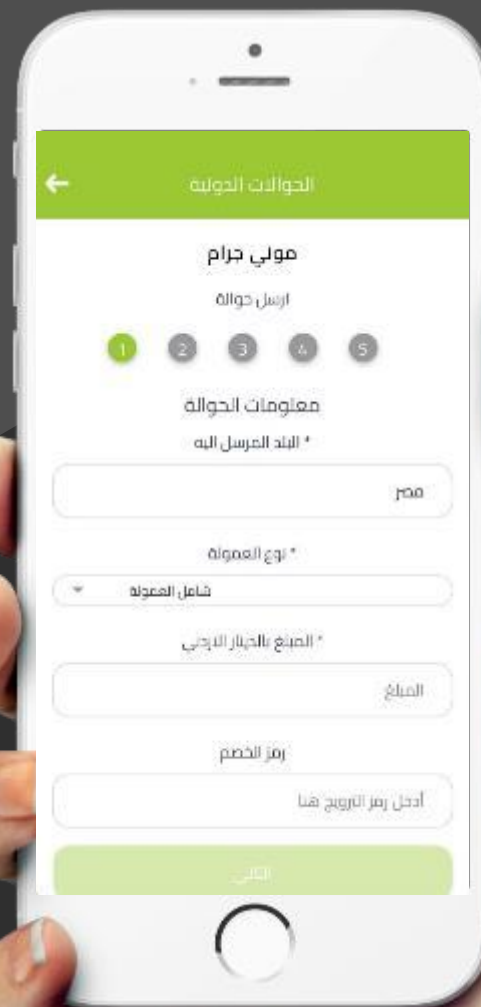 الحوالات الدولية
موني جرام
ارسل حوالة
1 2 3 4 5
معلومات الحوالة
* البلد المرسل اليه
مصر
* نوع العمولة
شامل العمولة
* المبلغ بالدينار الاردني
المبلغ
رمز الخصم
أدخل رمز الترويج هنا
التالي